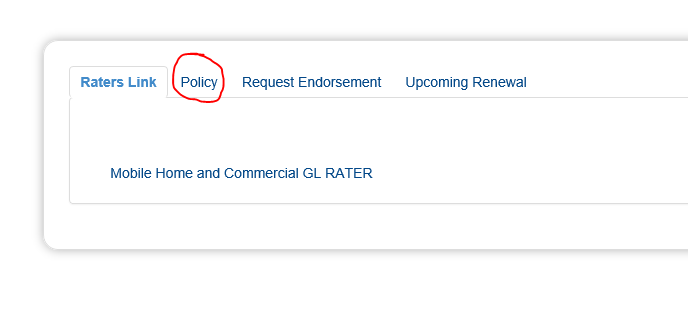 Raters Link Policy Request Endorsement Upcoming Renewal
Mobile Home and Commercial GL RATER